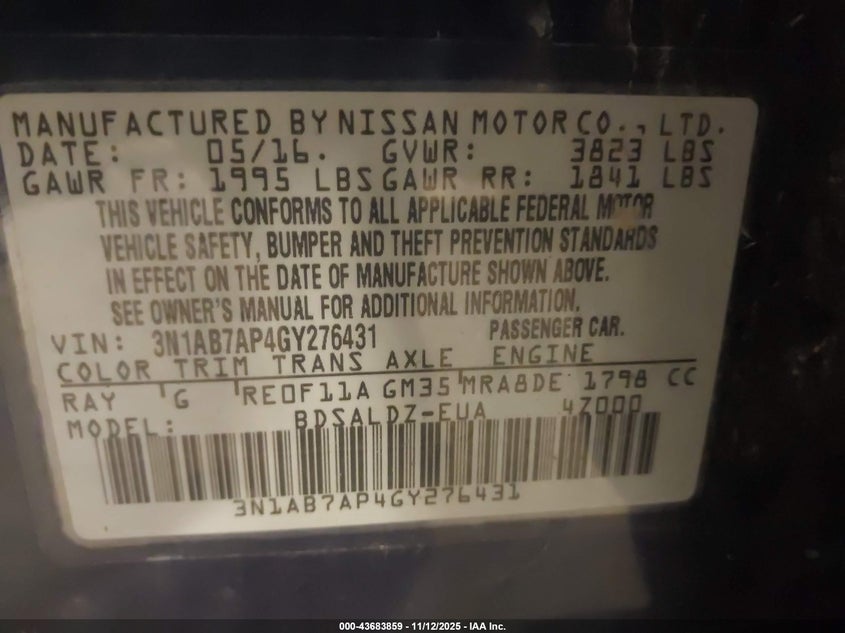 MANUFACTURED BY NISSAN MOTOR CO., LTD.
DATE: 05/16. GVWR: 3823 LBS
GAWR FR: 1995 LBS GAWR RR: 1841 LBS
THIS VEHICLE CONFORMS TO ALL APPLICABLE FEDERAL MOTOR
VEHICLE SAFETY, BUMPER AND THEFT PREVENTION STANDARDS
IN EFFECT ON THE DATE OF MANUFACTURE SHOWN ABOVE.
SEE OWNER'S MANUAL FOR ADDITIONAL INFORMATION.
VIN: 3N1AB7AP4GY276431 PASSENGER CAR.
COLOR TRIM TRANS AXLE ENGINE
RAY G RE0F11A GM35 MRA8DE 1798 CC
MODEL: BDSALDZ-EUA 4Z000
3N1AB7AP4GY276431
000-43683859 - 11/12/2025 - IAA Inc.